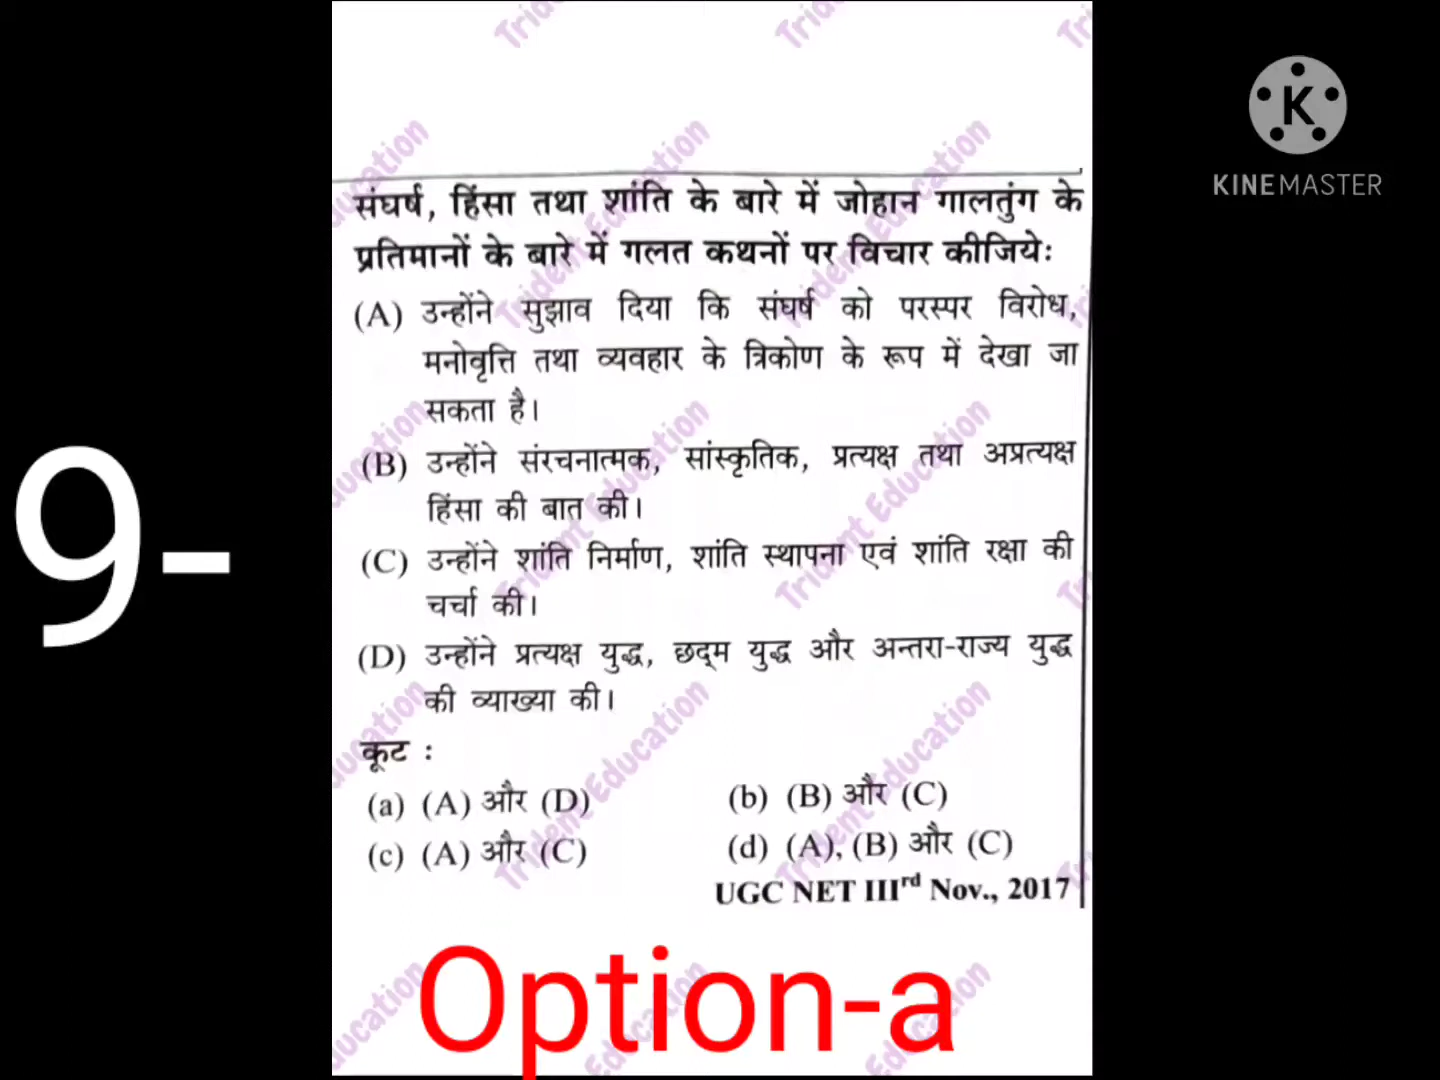 KINEMASTER
संघर्ष, हिंसा तथा शांति के बारे में जोहान गालतुंग के
प्रतिमानों के बारे में गलत कथनों पर विचार कीजिये:
(A) उन्होंने सुझाव दिया कि संघर्ष को परस्पर विरोध,
मनोवृत्ति तथा व्यवहार के त्रिकोण के रूप में देखा जा
सकता है।
(B) उन्होंने संरचनात्मक, सांस्कृतिक, प्रत्यक्ष तथा अप्रत्यक्ष
हिंसा की बात की।
(C) उन्होंने शांति निर्माण, शांति स्थापना एवं शांति रक्षा की
चर्चा की।
(D) उन्होंने प्रत्यक्ष युद्ध, छद्म युद्ध और अन्तरा-राज्य युद्ध
की व्याख्या की।
कूट :
(a) (A) और (D) (b) (B) और (C)
(c) (A) और (C) (d) (A), (B) और (C)
UGC NET IIIrd Nov., 2017
9-
Option-a
Trident Education